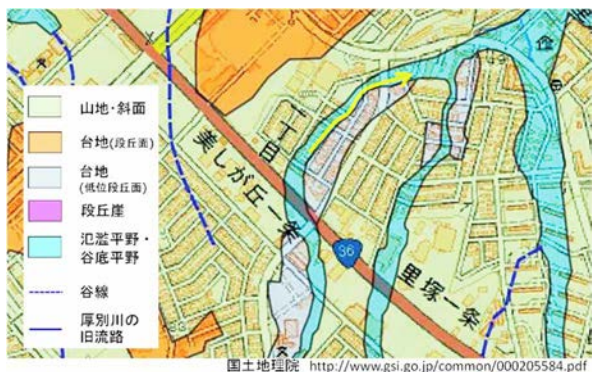 山地・斜面
台地(段丘面)
台地
(低位段丘面)
段丘崖
氾濫平野・
谷底平野
谷線
厚別川の
旧流路
一丁目
美しが丘一条
36
里塚一条
国土地理院 http://www.gsi.go.jp/common/000205584.pdf